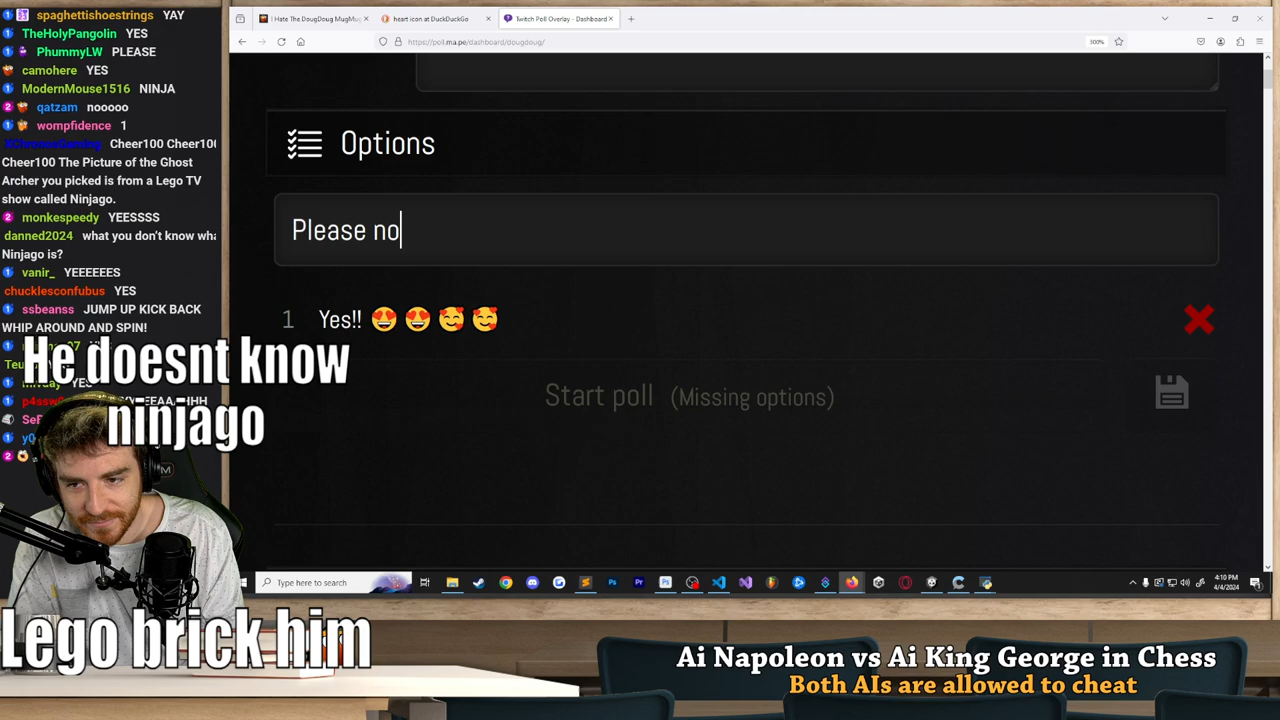 spaghettishoestrings YAY
TheHolyPangolin YES
PhummyLW PLEASE
camohere YES
ModernMouse1516 NINJA
qatzam nooooo
wompfidence 1
Cheer100 Cheer100
Cheer100 The Picture of the Ghost
Archer you picked is from a Lego TV
show called Ninjago.
monkespeedy YEESSSS
danned2024 what you don’t know wha
Ninjago is?
vanir_ YEEEEEES
chucklesconfubus YES
ssbeanss JUMP UP KICK BACK
WHIP AROUND AND SPIN!
He doesnt know
ninjago
Lego brick him
I Hate The DougDoug MugMu
heart icon at DuckDuckGo
Twitch Poll Overlay - Dashboard
https://poll.ma.pe/dashboard/dougdoug/
300%
Options
Please no
1 Yes!! 😍 😍 🥰 🥰
Start poll (Missing options)
Type here to search
4:10 PM
4/4/2024
Ai Napoleon vs Ai King George in Chess
Both AIs are allowed to cheat